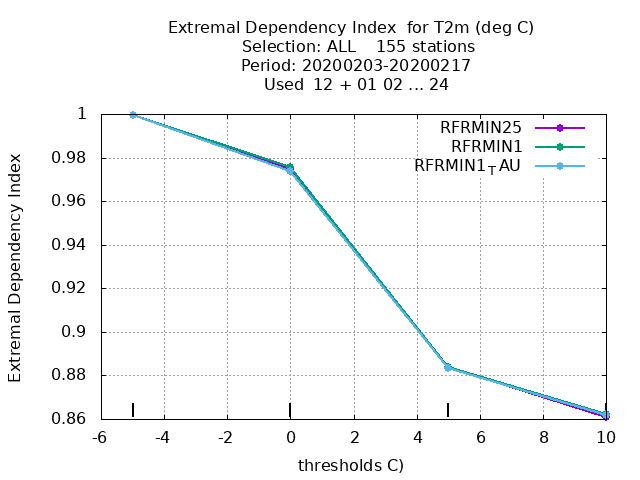 Extremal Dependency Index  for T2m (deg C)
Selection: ALL    155 stations
Period: 20200203-20200217
Used  12 + 01 02 ... 24
RFRMIN25
RFRMIN1
RFRMIN1TAU
Extremal Dependency Index
1
0.98
0.96
0.94
0.92
0.9
0.88
0.86
-6 -4 -2 0 2 4 6 8 10
thresholds C)